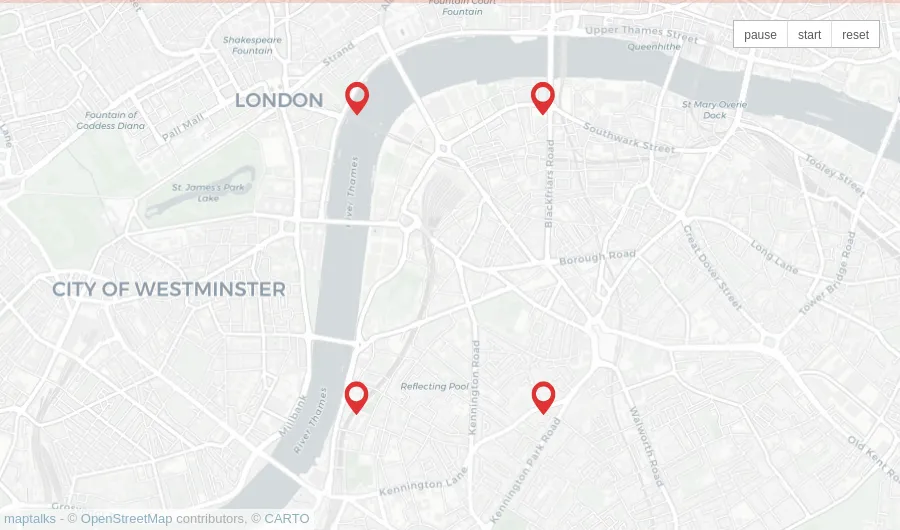 Fountain Court
Fountain
pause start reset
Upper Thames Street
Queenhithe
Shakespeare
Fountain
Strand
LONDON
St Mary Overie
Dock
Fountain of
Goddess Diana
Pall Mall
Lane
Southwark Street
Tooley Street
St. James's Park
Lake
River Thames
Blackfriars Road
Borough Road
Great Dover Street
Long Lane
Tower Bridge Road
CITY OF WESTMINSTER
Kennington Road
Reflecting Pool
Millbank
River Thames
Walworth Road
Kennington Park Road
Old Kent Road
Kennington Lane
maptalks - © OpenStreetMap contributors, © CARTO